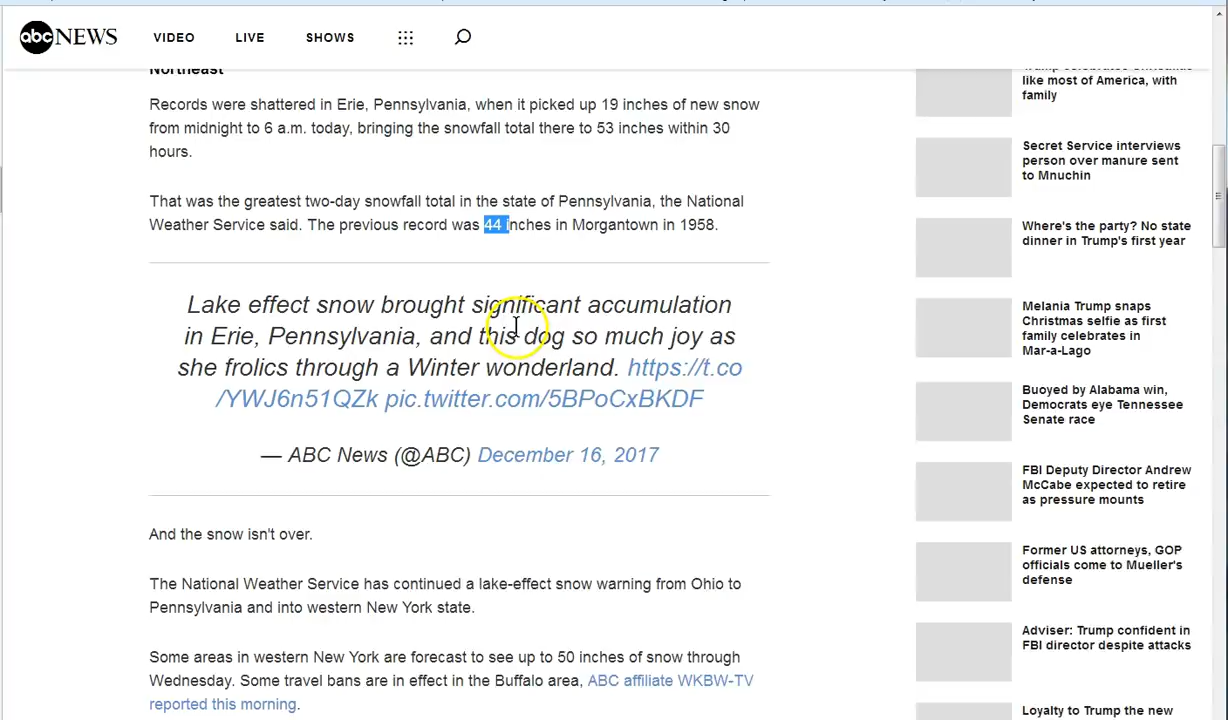 abc NEWS VIDEO LIVE SHOWS
Northeast
Records were shattered in Erie, Pennsylvania, when it picked up 19 inches of new snow
from midnight to 6 a.m. today, bringing the snowfall total there to 53 inches within 30
hours.
That was the greatest two-day snowfall total in the state of Pennsylvania, the National
Weather Service said. The previous record was 44 inches in Morgantown in 1958.
Lake effect snow brought significant accumulation
in Erie, Pennsylvania, and this dog so much joy as
she frolics through a Winter wonderland. https://t.co
/YWJ6n51QZk pic.twitter.com/5BPoCxBKDF
— ABC News (@ABC) December 16, 2017
And the snow isn't over.
The National Weather Service has continued a lake-effect snow warning from Ohio to
Pennsylvania and into western New York state.
Some areas in western New York are forecast to see up to 50 inches of snow through
Wednesday. Some travel bans are in effect in the Buffalo area, ABC affiliate WKBW-TV
reported this morning.
Trump celebrates Christmas
like most of America, with
family
Secret Service interviews
person over manure sent
to Mnuchin
Where's the party? No state
dinner in Trump's first year
Melania Trump snaps
Christmas selfie as first
family celebrates in
Mar-a-Lago
Buoyed by Alabama win,
Democrats eye Tennessee
Senate race
FBI Deputy Director Andrew
McCabe expected to retire
as pressure mounts
Former US attorneys, GOP
officials come to Mueller's
defense
Adviser: Trump confident in
FBI director despite attacks
Loyalty to Trump the new